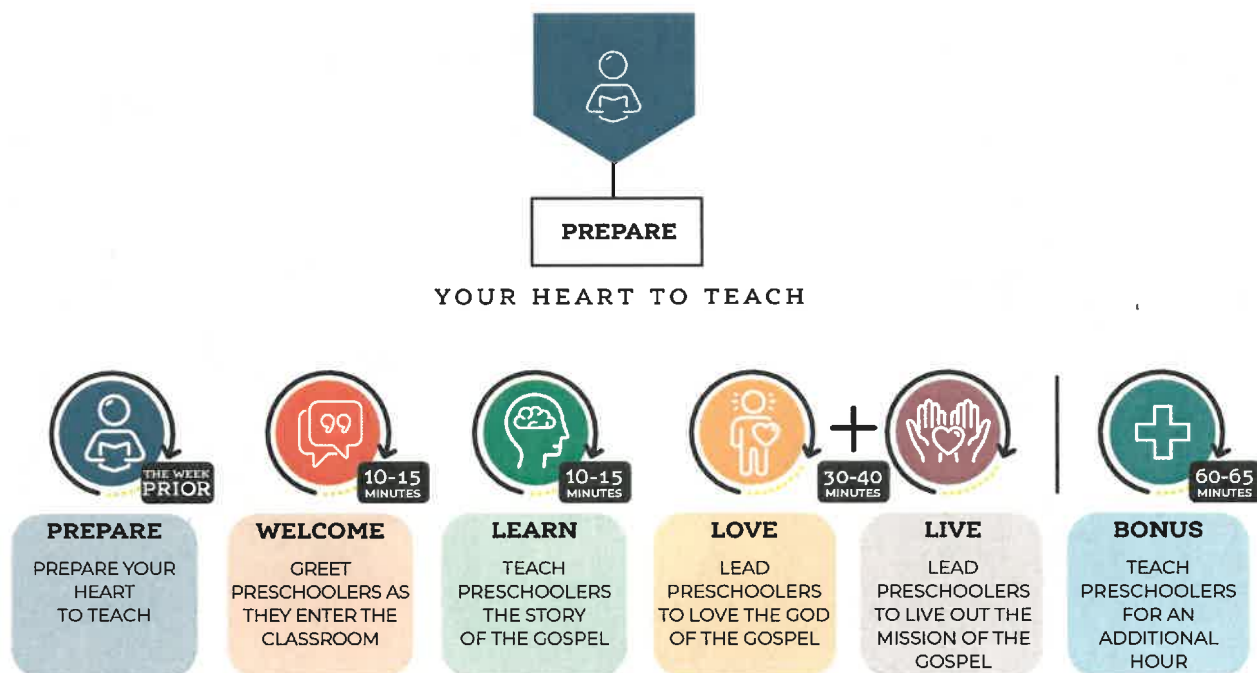 PREPARE
YOUR HEART TO TEACH
THE WEEK
PRIOR
10-15
MINUTES
10-15
MINUTES
30-40
MINUTES
60-65
MINUTES
PREPARE
PREPARE YOUR
HEART
TO TEACH
WELCOME
GREET
PRESCHOOLERS AS
THEY ENTER THE
CLASSROOM
LEARN
TEACH
PRESCHOOLERS
THE STORY
OF THE GOSPEL
LOVE
LEAD
PRESCHOOLERS
TO LOVE THE GOD
OF THE GOSPEL
LIVE
LEAD
PRESCHOOLERS
TO LIVE OUT THE
MISSION OF THE
GOSPEL
BONUS
TEACH
PRESCHOOLERS
FOR AN
ADDITIONAL
HOUR